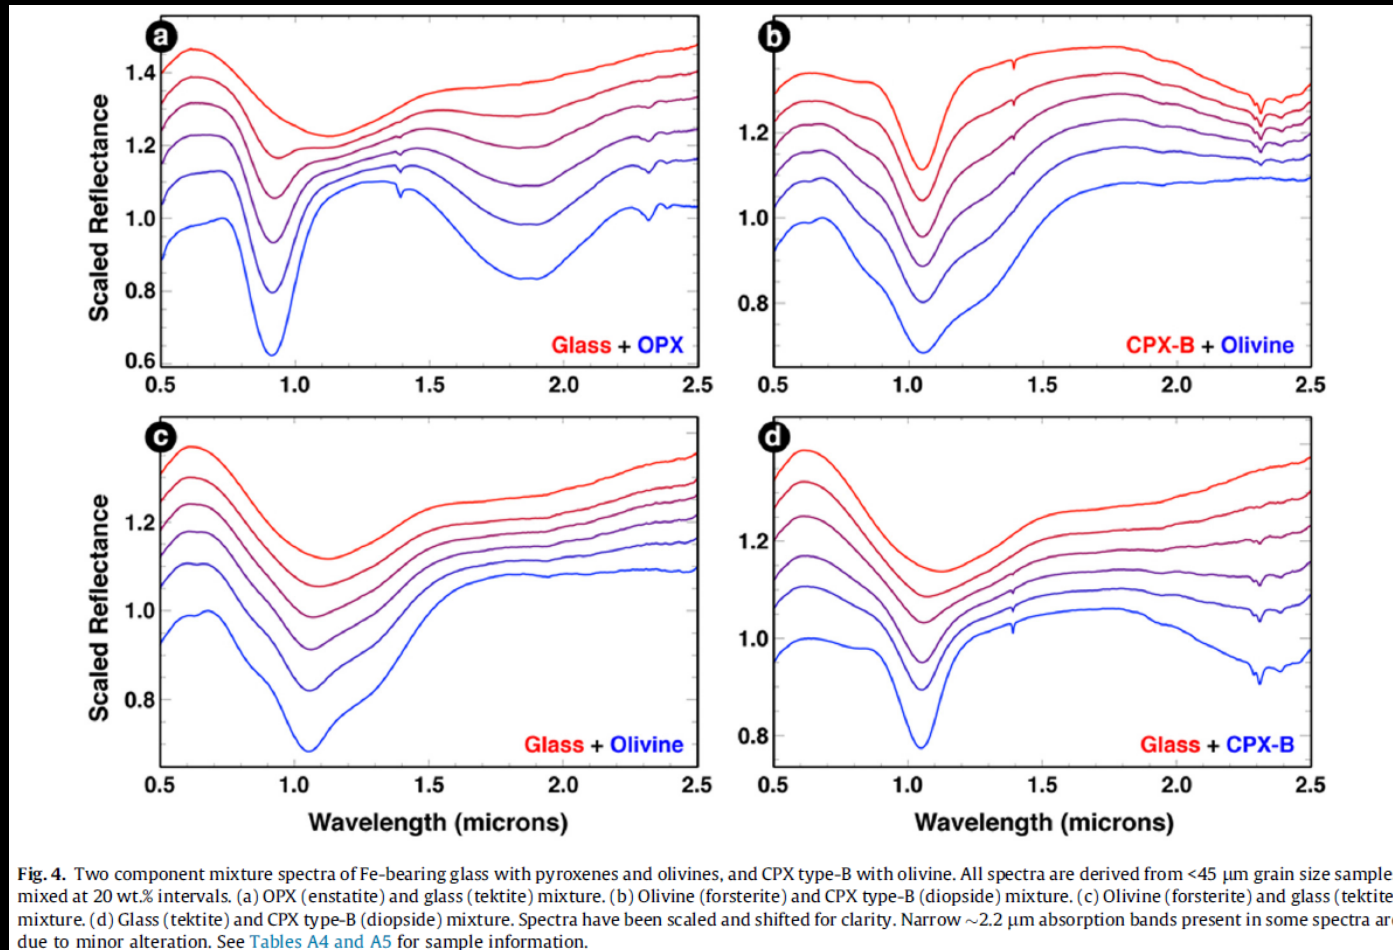 a
b
Scaled Reflectance
1.4
1.2
1.0
0.8
0.6
Glass + OPX
0.5 1.0 1.5 2.0 2.5
1.2
1.0
0.8
CPX-B + Olivine
0.5 1.0 1.5 2.0 2.5
c
d
Scaled Reflectance
1.2
1.0
0.8
Glass + Olivine
0.5 1.0 1.5 2.0 2.5
Wavelength (microns)
1.2
1.0
0.8
Glass + CPX-B
0.5 1.0 1.5 2.0 2.5
Wavelength (microns)
Fig. 4. Two component mixture spectra of Fe-bearing glass with pyroxenes and olivines, and CPX type-B with olivine. All spectra are derived from <45 μm grain size sample
mixed at 20 wt.% intervals. (a) OPX (enstatite) and glass (tektite) mixture. (b) Olivine (forsterite) and CPX type-B (diopside) mixture. (c) Olivine (forsterite) and glass (tektite
mixture. (d) Glass (tektite) and CPX type-B (diopside) mixture. Spectra have been scaled and shifted for clarity. Narrow ~2.2 μm absorption bands present in some spectra are
due to minor alteration. See Tables A4 and A5 for sample information.